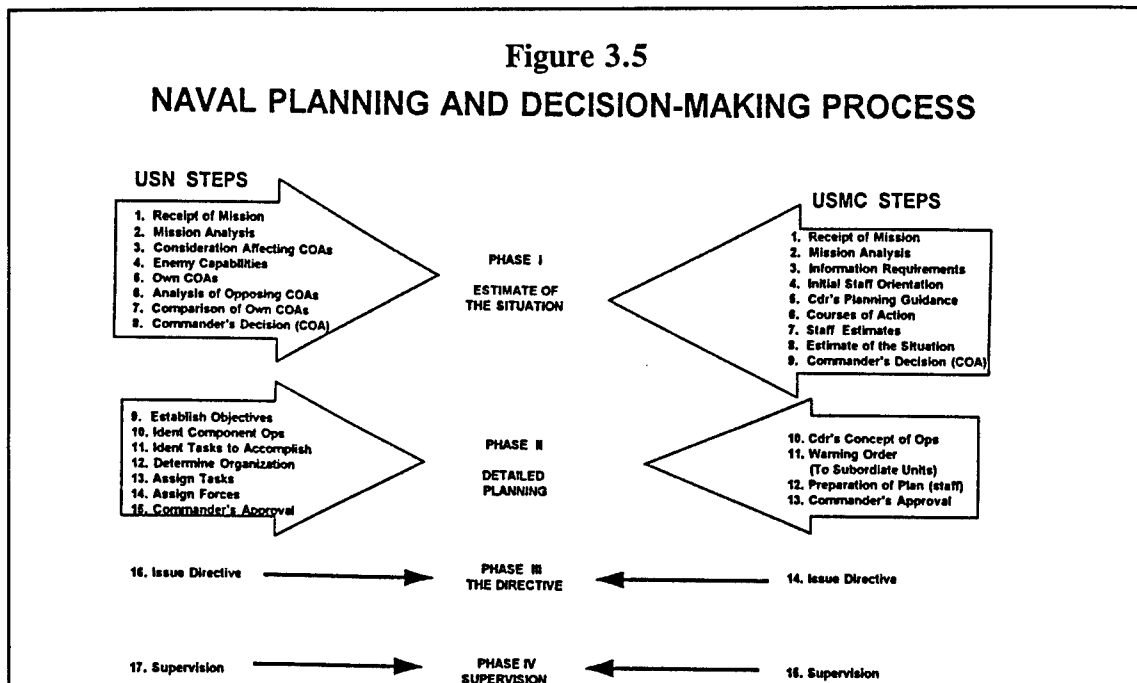 Figure 3.5
NAVAL PLANNING AND DECISION-MAKING PROCESS
USN STEPS
1. Receipt of Mission
2. Mission Analysis
3. Consideration Affecting COAs
4. Enemy Capabilities
5. Own COAs
6. Analysis of Opposing COAs
7. Comparison of Own COAs
8. Commander's Decision (COA)
PHASE I
ESTIMATE OF
THE SITUATION
USMC STEPS
1. Receipt of Mission
2. Mission Analysis
3. Information Requirements
4. Initial Staff Orientation
5. Cdr's Planning Guidance
6. Courses of Action
7. Staff Estimates
8. Estimate of the Situation
9. Commander's Decision (COA)
9. Establish Objectives
10. Ident Component Ops
11. Ident Tasks to Accomplish
12. Determine Organization
13. Assign Tasks
14. Assign Forces
15. Commander's Approval
PHASE II
DETAILED
PLANNING
10. Cdr's Concept of Ops
11. Warning Order
(To Subordiate Units)
12. Preparation of Plan (staff)
13. Commander's Approval
16. Issue Directive
PHASE III
THE DIRECTIVE
14. Issue Directive
17. Supervision
PHASE IV
SUPERVISION
15. Supervision